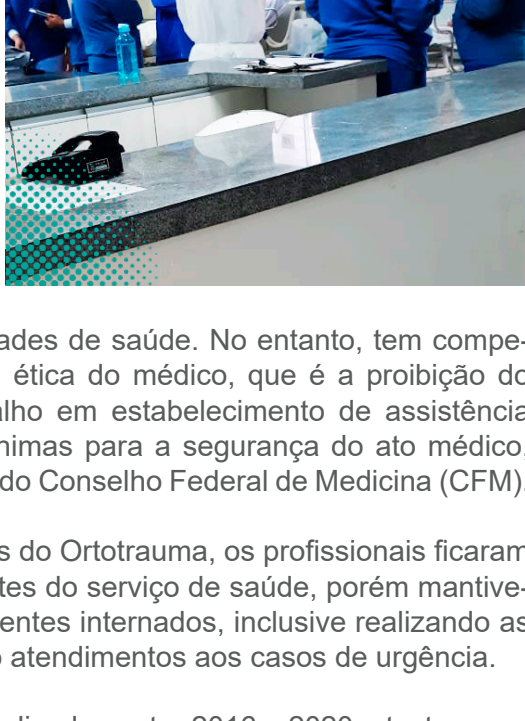 ades de saúde. No entanto, tem compe-
ética do médico, que é a proibição do
alho em estabelecimento de assistência
nimas para a segurança do ato médico,
do Conselho Federal de Medicina (CFM).
s do Ortotrauma, os profissionais ficaram
tes do serviço de saúde, porém mantive-
entes internados, inclusive realizando as
o atendimentos aos casos de urgência.